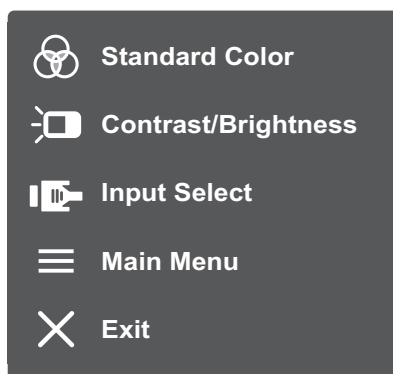 Standard Color
Contrast/Brightness
Input Select
Main Menu
Exit